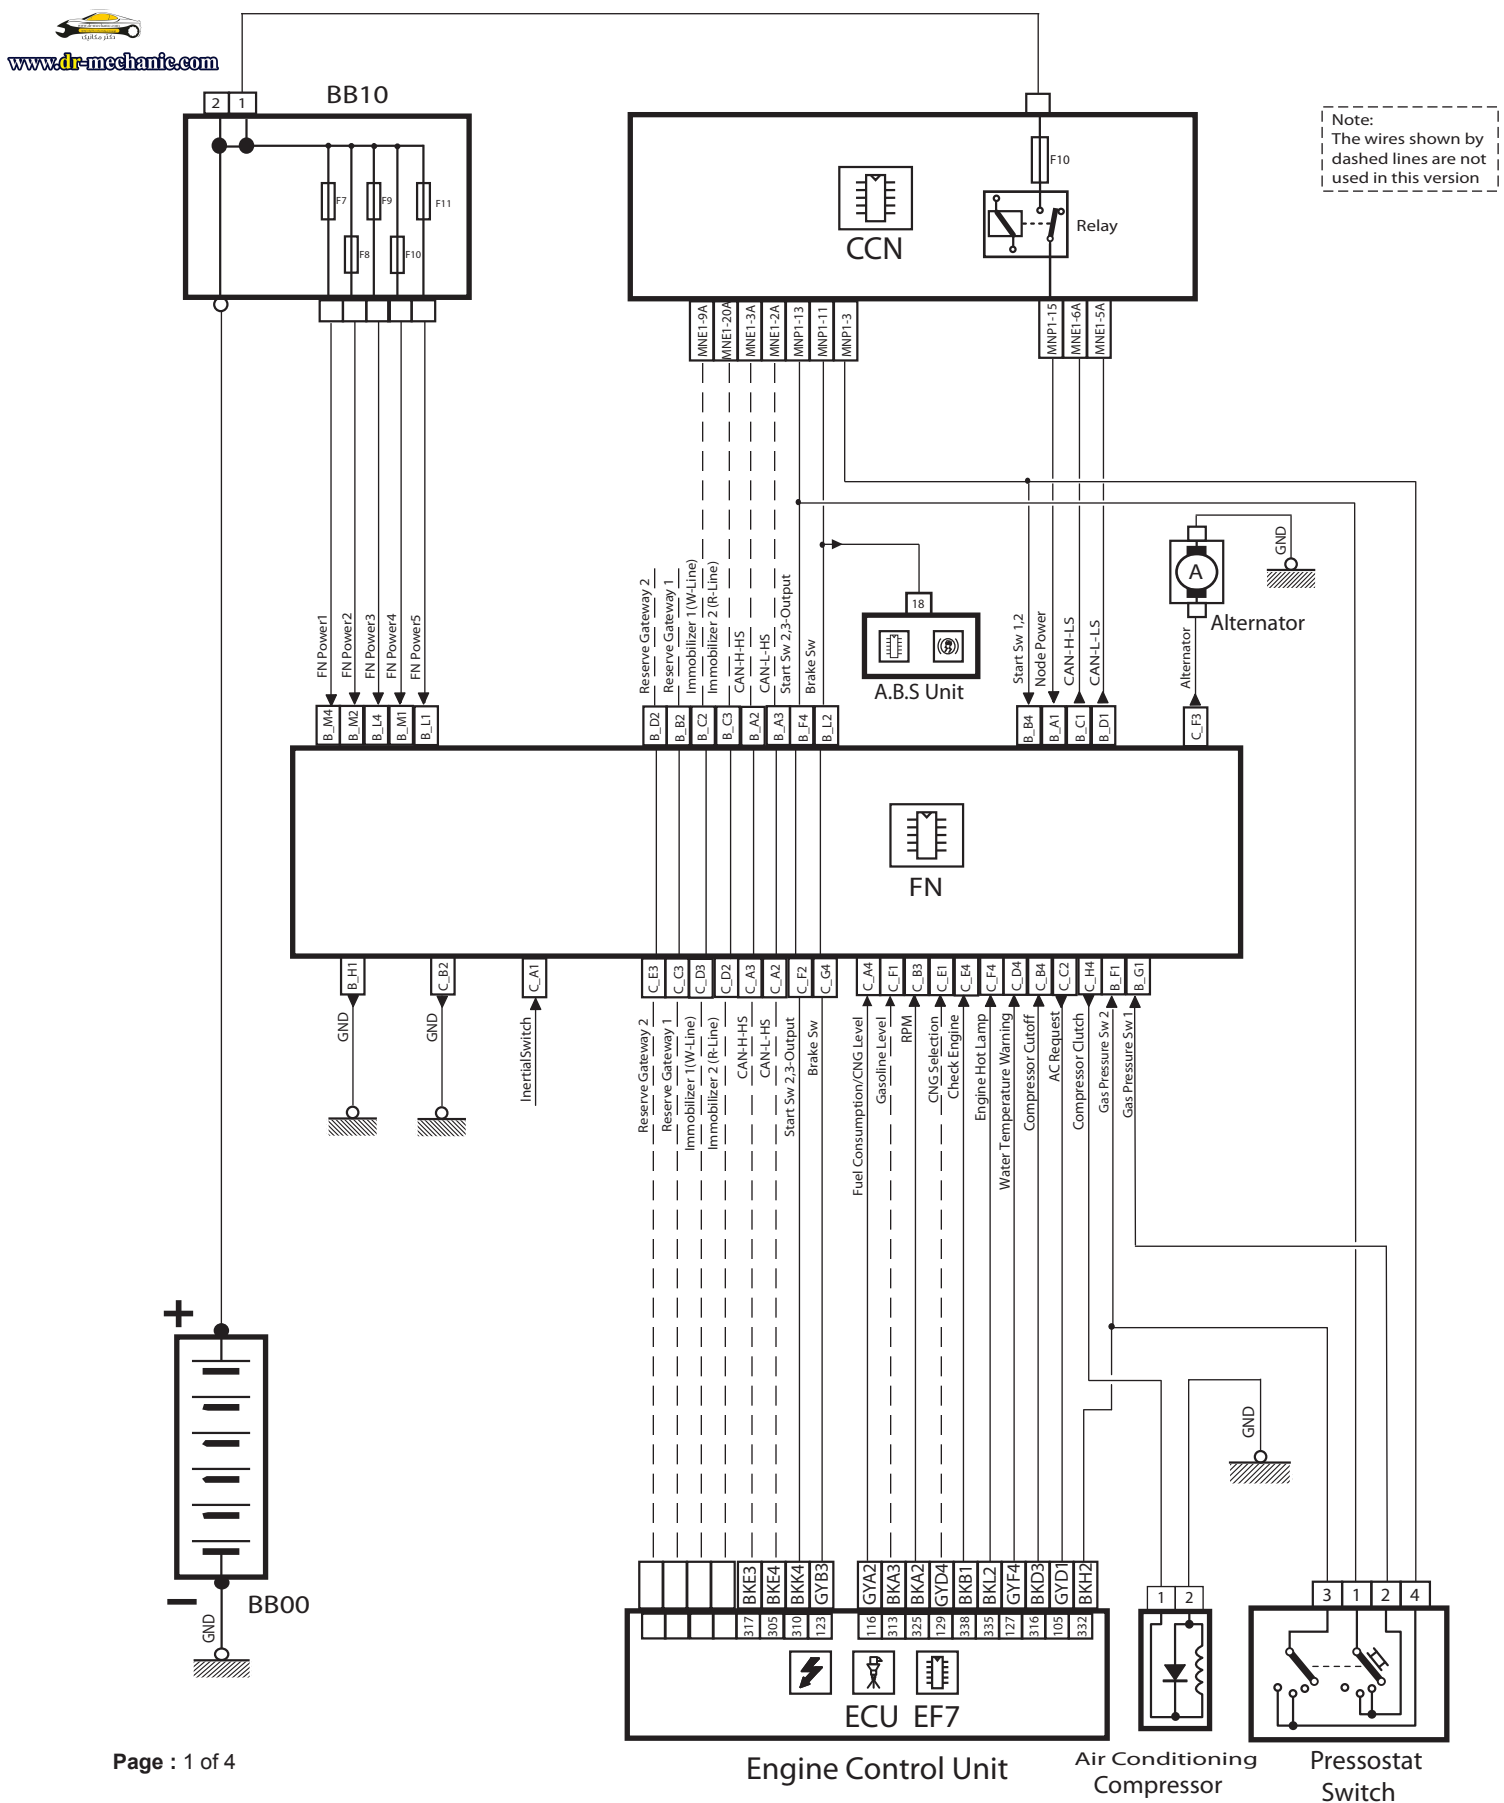 www.dr-mechanic.com
2 1
BB10
F7
F9
F11
F8
F10
F10
Relay
CCN
Note:
The wires shown by
dashed lines are not
used in this version
MNE1-9A
MNE1-20A
MNE1-3A
MNE1-2A
MNP1-13
MNP1-11
MNP1-3
MNP1-15
MNE1-6A
MNE1-5A
FN Power1
FN Power2
FN Power3
FN Power4
FN Power5
Reserve Gateway 2
Reserve Gateway 1
Immobilizer 1 (W-Line)
Immobilizer 2 (R-Line)
CAN-H-HS
CAN-L-HS
Start Sw 2,3-Output
Brake Sw
18
A.B.S Unit
Start Sw 1,2
Node Power
CAN-H-LS
CAN-L-LS
Alternator
A
GND
Alternator
B_M4
B_M2
B_L4
B_M1
B_L1
B_D2
B_B2
B_C2
B_C3
B_A2
B_A3
B_F4
B_L2
B_B4
B_A1
B_C1
B_D1
C_F3
FN
B_H1
C_B2
C_A1
C_E3
C_C3
C_D3
C_D2
C_A3
C_A2
C_F2
C_G4
C_A4
C_F1
C_B3
C_E1
C_E4
C_F4
C_D4
C_B4
C_C2
C_H4
B_F1
B_G1
GND
GND
InertialSwitch
Reserve Gateway 2
Reserve Gateway 1
Immobilizer 1(W-Line)
Immobilizer 2 (R-Line)
CAN-H-HS
CAN-L-HS
Start Sw 2,3-Output
Brake Sw
Fuel Consumption/CNG Level
Gasoline Level
RPM
CNG Selection
Check Engine
Engine Hot Lamp
Water Temperature Warning
Compressor Cutoff
AC Request
Compressor Clutch
Gas Pressure Sw 2
Gas Pressure Sw 1
+
−
BB00
GND
GND
BKE3
BKE4
BKK4
GYB3
GYA2
BKA3
BKA2
GYD4
BKB1
BKL2
GYF4
BKD3
GYD1
BKH2
317
305
310
123
116
313
325
129
338
335
127
316
105
332
1 2
3 1 2 4
ECU EF7
Engine Control Unit
Air Conditioning
Compressor
Pressostat
Switch
Page : 1 of 4